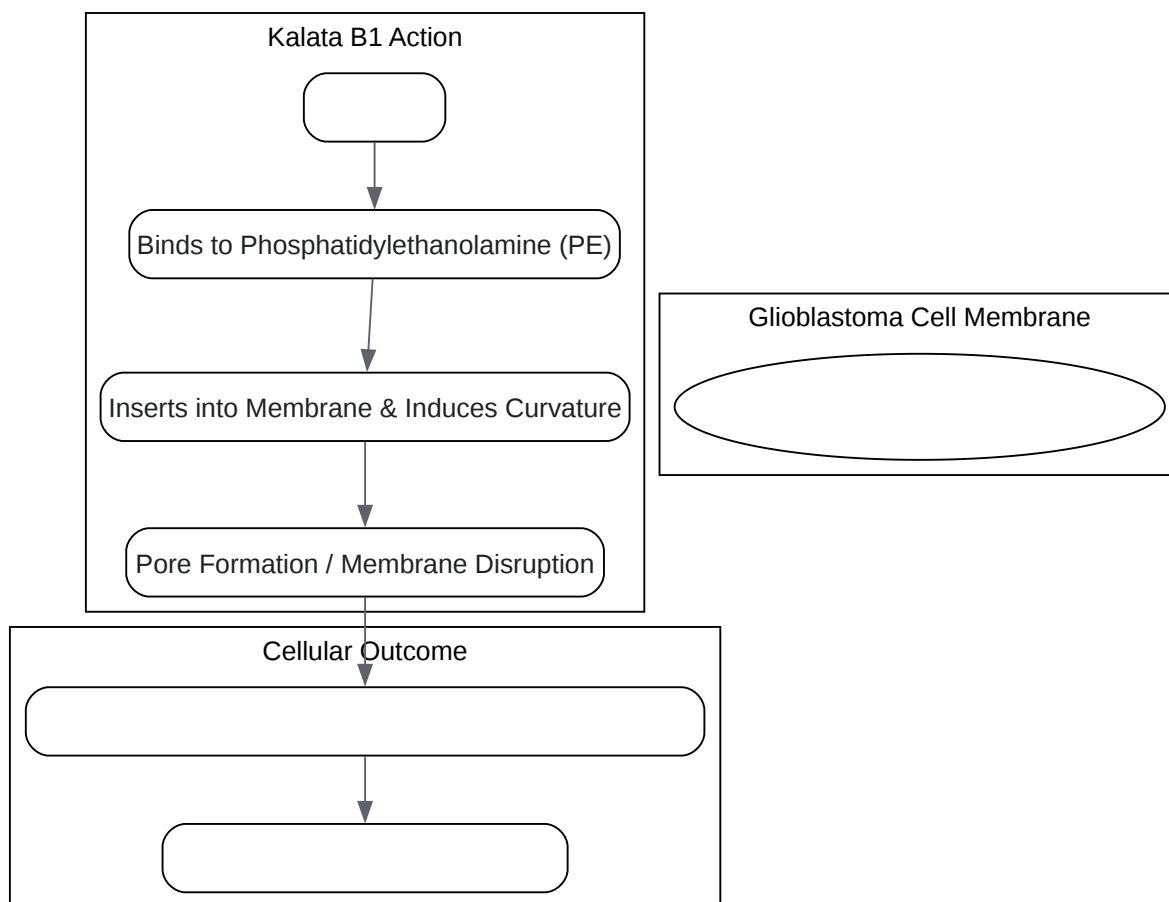 Kalata B1 Action
Binds to Phosphatidylethanolamine (PE)
Glioblastoma Cell Membrane
Inserts into Membrane & Induces Curvature
Pore Formation / Membrane Disruption
Cellular Outcome